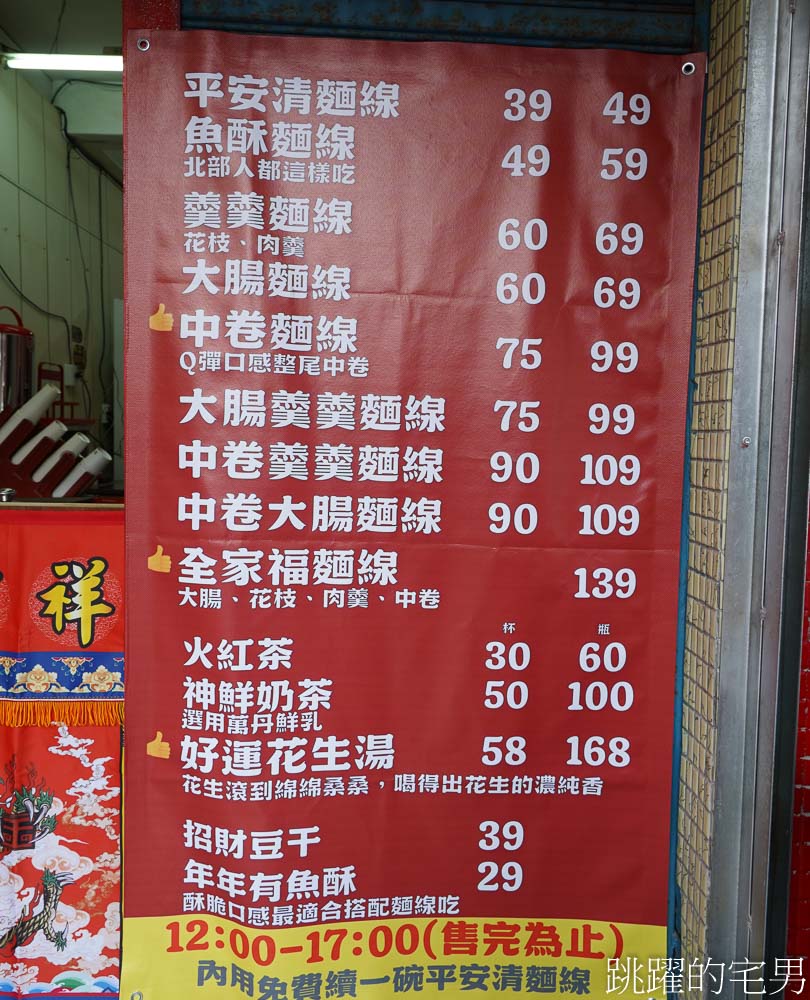 平安清麵線 39 49
魚酥麵線 49 59
北部人都這樣吃
羹羹麵線 60 69
花枝、肉羹
大腸麵線 60 69
中卷麵線 75 99
Q彈口感整尾中卷
大腸羹羹麵線 75 99
中卷羹羹麵線 90 109
中卷大腸麵線 90 109
全家福麵線 139
大腸、花枝、肉羹、中卷
杯 瓶
火紅茶 30 60
神鮮奶茶 50 100
選用萬丹鮮乳
好運花生湯 58 168
花生滾到綿綿桑桑，喝得出花生的濃純香
招財豆干 39
年年有魚酥 29
酥脆口感最適合搭配麵線吃
12:00-17:00(售完為止)
內用免費續一碗平安清麵線
祥
跳躍的宅男